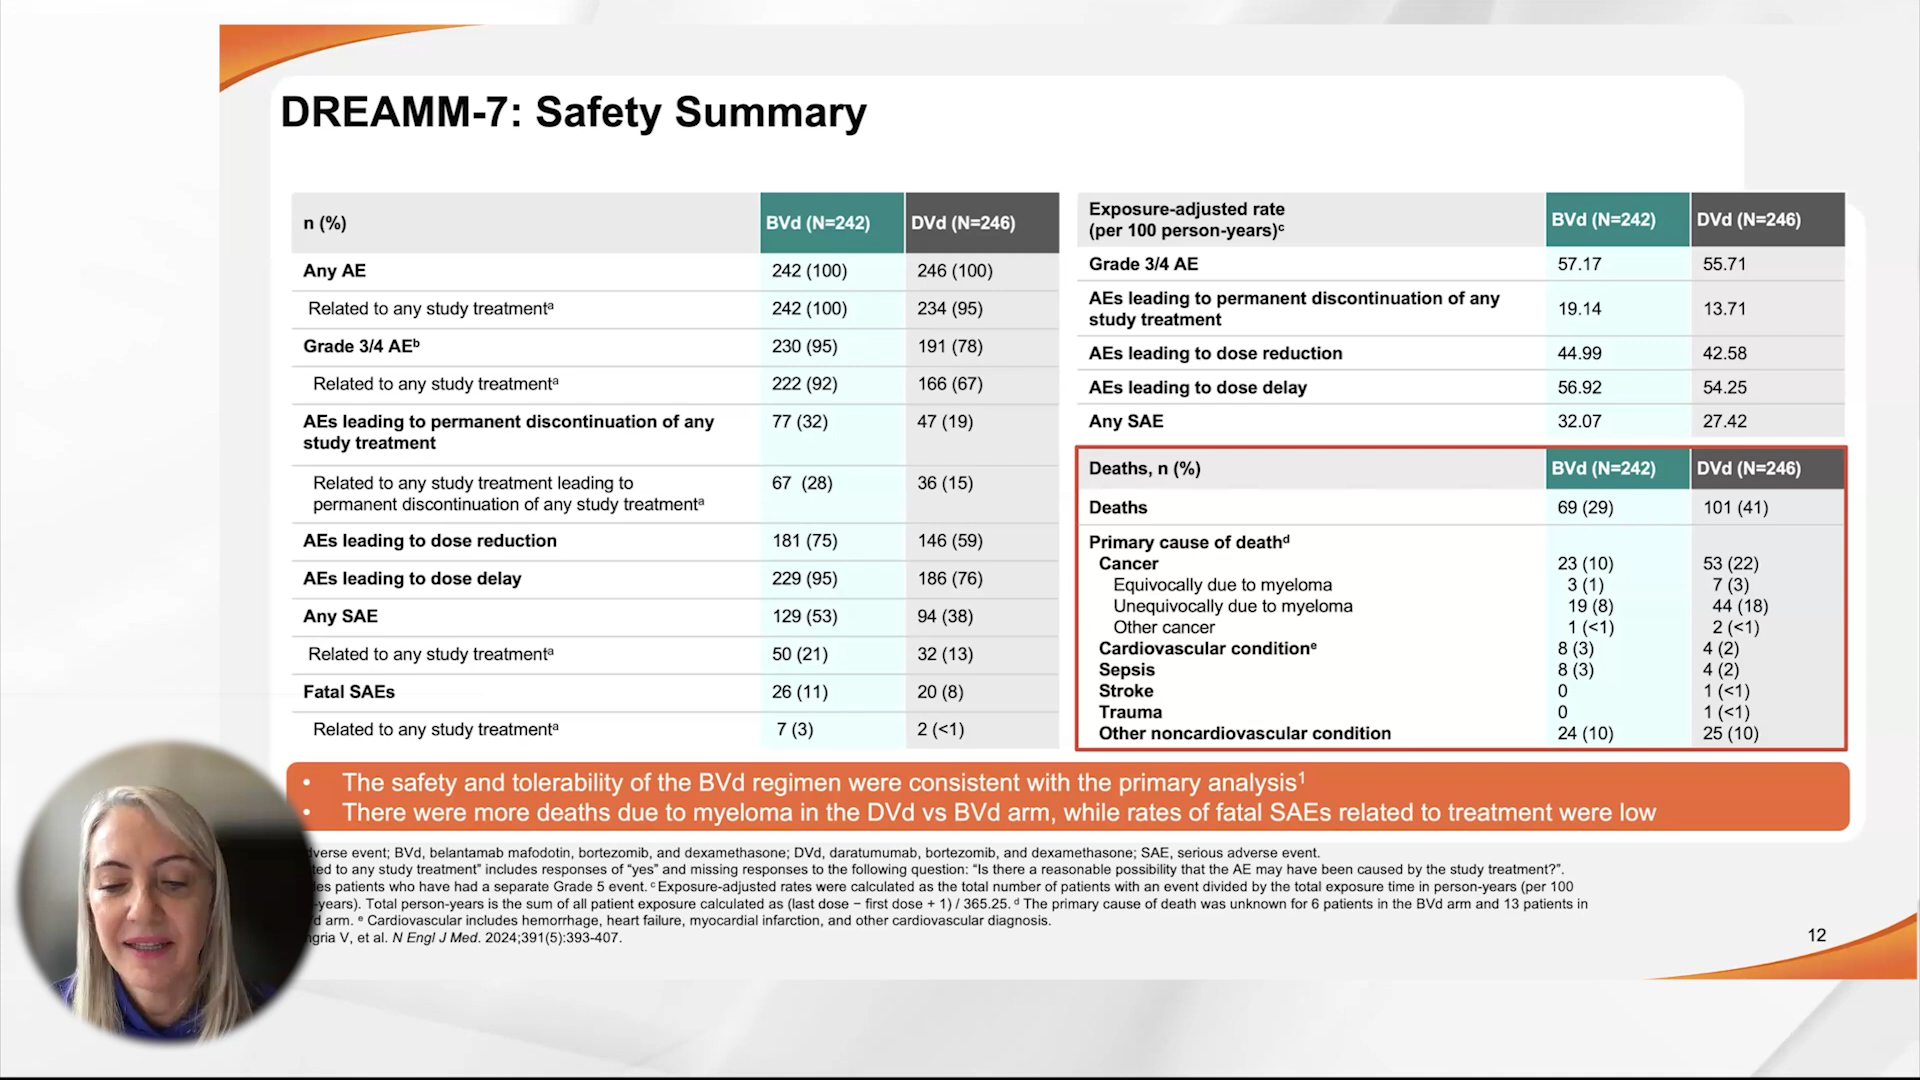 DREAMM-7: Safety Summary
n (%) BVd (N=242) DVd (N=246)
Any AE 242 (100) 246 (100)
Related to any study treatmentᵃ 242 (100) 234 (95)
Grade 3/4 AEᵇ 230 (95) 191 (78)
Related to any study treatmentᵃ 222 (92) 166 (67)
AEs leading to permanent discontinuation of any 77 (32) 47 (19)
study treatment
Related to any study treatment leading to 67 (28) 36 (15)
permanent discontinuation of any study treatmentᵃ
AEs leading to dose reduction 181 (75) 146 (59)
AEs leading to dose delay 229 (95) 186 (76)
Any SAE 129 (53) 94 (38)
Related to any study treatmentᵃ 50 (21) 32 (13)
Fatal SAEs 26 (11) 20 (8)
Related to any study treatmentᵃ 7 (3) 2 (<1)
Exposure-adjusted rate
(per 100 person-years)ᶜ BVd (N=242) DVd (N=246)
Grade 3/4 AE 57.17 55.71
AEs leading to permanent discontinuation of any
study treatment 19.14 13.71
AEs leading to dose reduction 44.99 42.58
AEs leading to dose delay 56.92 54.25
Any SAE 32.07 27.42
Deaths, n (%) BVd (N=242) DVd (N=246)
Deaths 69 (29) 101 (41)
Primary cause of deathᵈ
Cancer 23 (10) 53 (22)
Equivocally due to myeloma 3 (1) 7 (3)
Unequivocally due to myeloma 19 (8) 44 (18)
Other cancer 1 (<1) 2 (<1)
Cardiovascular conditionᵉ 8 (3) 4 (2)
Sepsis 8 (3) 4 (2)
Stroke 0 1 (<1)
Trauma 0 1 (<1)
Other noncardiovascular condition 24 (10) 25 (10)
• The safety and tolerability of the BVd regimen were consistent with the primary analysis¹
• There were more deaths due to myeloma in the DVd vs BVd arm, while rates of fatal SAEs related to treatment were low
event; BVd, belantamab mafodotin, bortezomib, and dexamethasone; DVd, daratumumab, bortezomib, and dexamethasone; SAE, serious adverse event.
to any study treatment” includes responses of “yes” and missing responses to the following question: “Is there a reasonable possibility that the AE may have been caused by the study treatment?”.
patients who have had a separate Grade 5 event. ᶜ Exposure-adjusted rates were calculated as the total number of patients with an event divided by the total exposure time in person-years (per 100
-years). Total person-years is the sum of all patient exposure calculated as (last dose − first dose + 1) / 365.25. ᵈ The primary cause of death was unknown for 6 patients in the BVd arm and 13 patients in
arm. ᵉ Cardiovascular includes hemorrhage, heart failure, myocardial infarction, and other cardiovascular diagnosis.
V, et al. N Engl J Med. 2024;391(5):393-407.
12